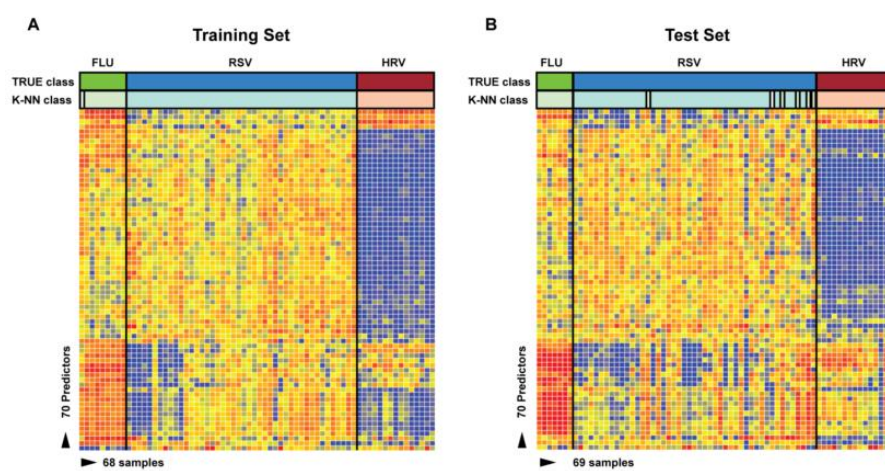 A
Training Set
FLU RSV HRV
TRUE class
K-NN class
70 Predictors
68 samples
B
Test Set
FLU RSV HRV
TRUE class
K-NN class
70 Predictors
69 samples